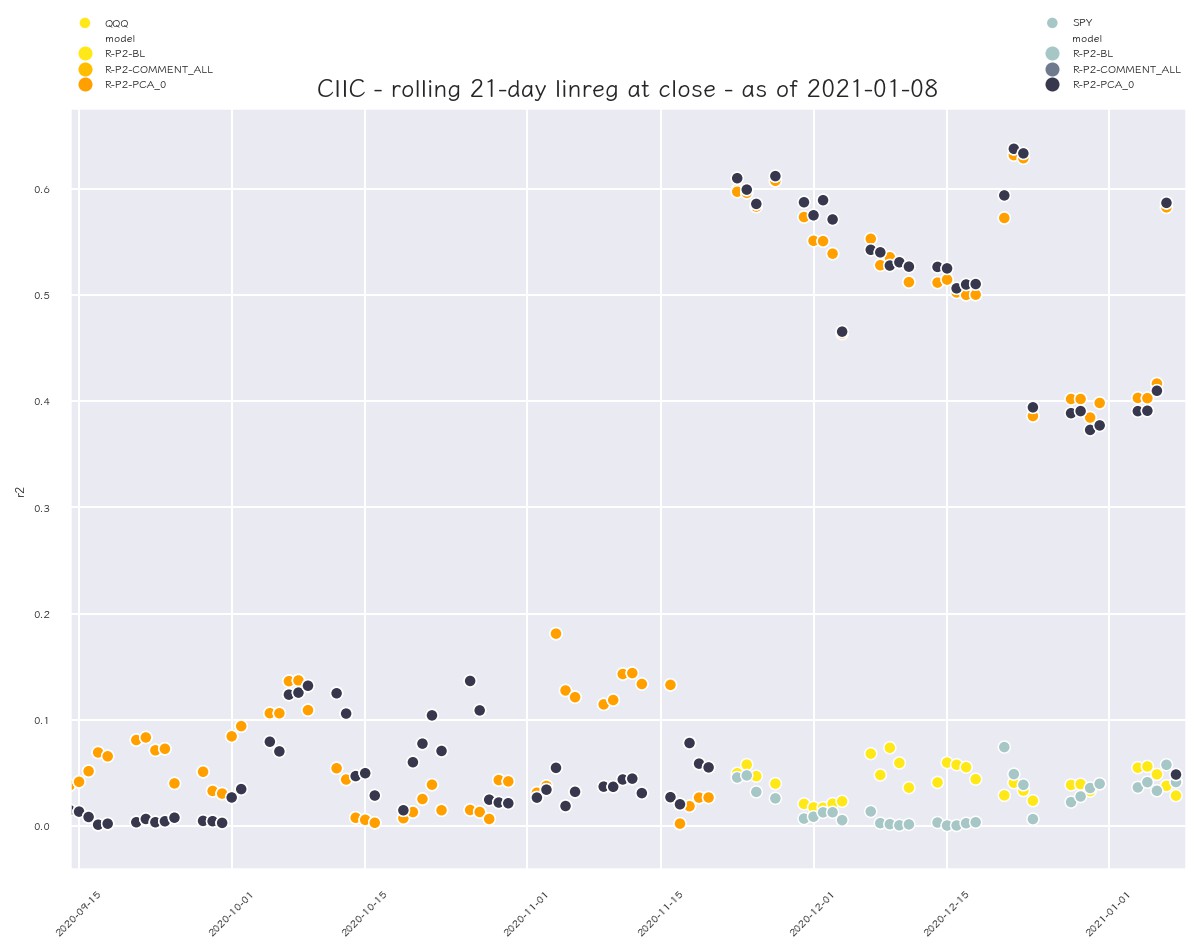 QQQ
model
R-P2-BL
R-P2-COMMENT_ALL
R-P2-PCA_0
SPY
model
R-P2-BL
R-P2-COMMENT_ALL
R-P2-PCA_0
CIIC - rolling 21-day linreg at close - as of 2021-01-08
r2
0.6
0.5
0.4
0.3
0.2
0.1
0.0
2020-09-15
2020-10-01
2020-10-15
2020-11-01
2020-11-15
2020-12-01
2020-12-15
2021-01-01